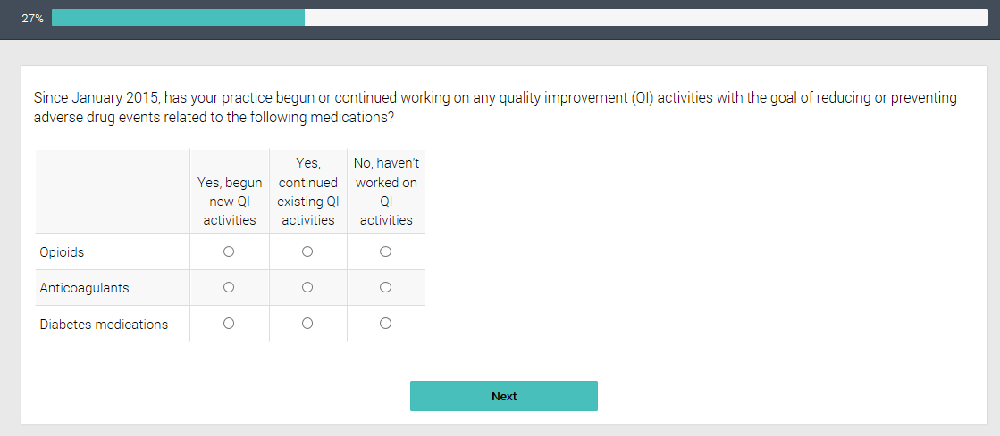 27%
Since January 2015, has your practice begun or continued working on any quality improvement (QI) activities with the goal of reducing or preventing
adverse drug events related to the following medications?
Yes, begun
new QI
activities
Yes,
continued
existing QI
activities
No, haven't
worked on
QI
activities
Opioids
Anticoagulants
Diabetes medications
Next